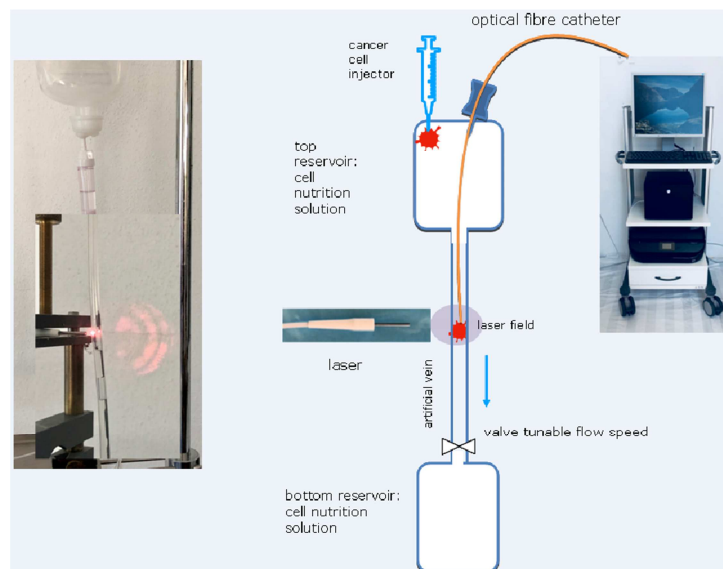 optical fibre catheter
cancer
cell
injector
top
reservoir:
cell
nutrition
solution
laser field
laser
artificial vein
valve tunable flow speed
bottom reservoir:
cell nutrition
solution